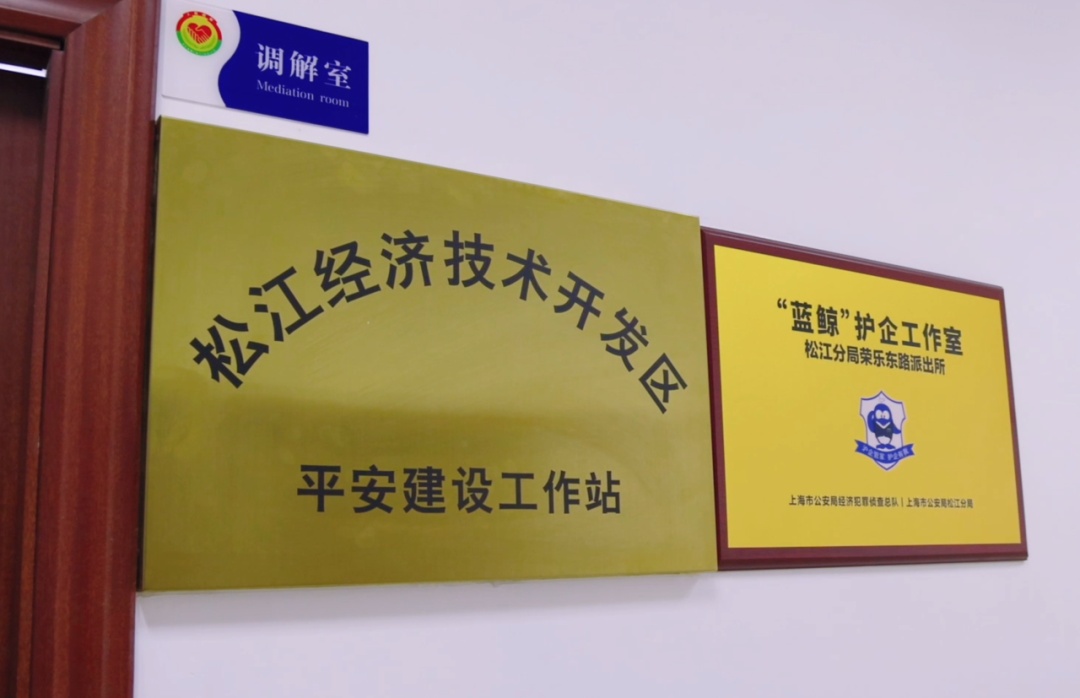 调解室
Mediation room
松江经济技术开发区
平安建设工作站
“蓝鲸”护企工作室
松江分局荣乐东路派出所
上海市公安局经济犯罪侦查总队|上海市公安局松江分局